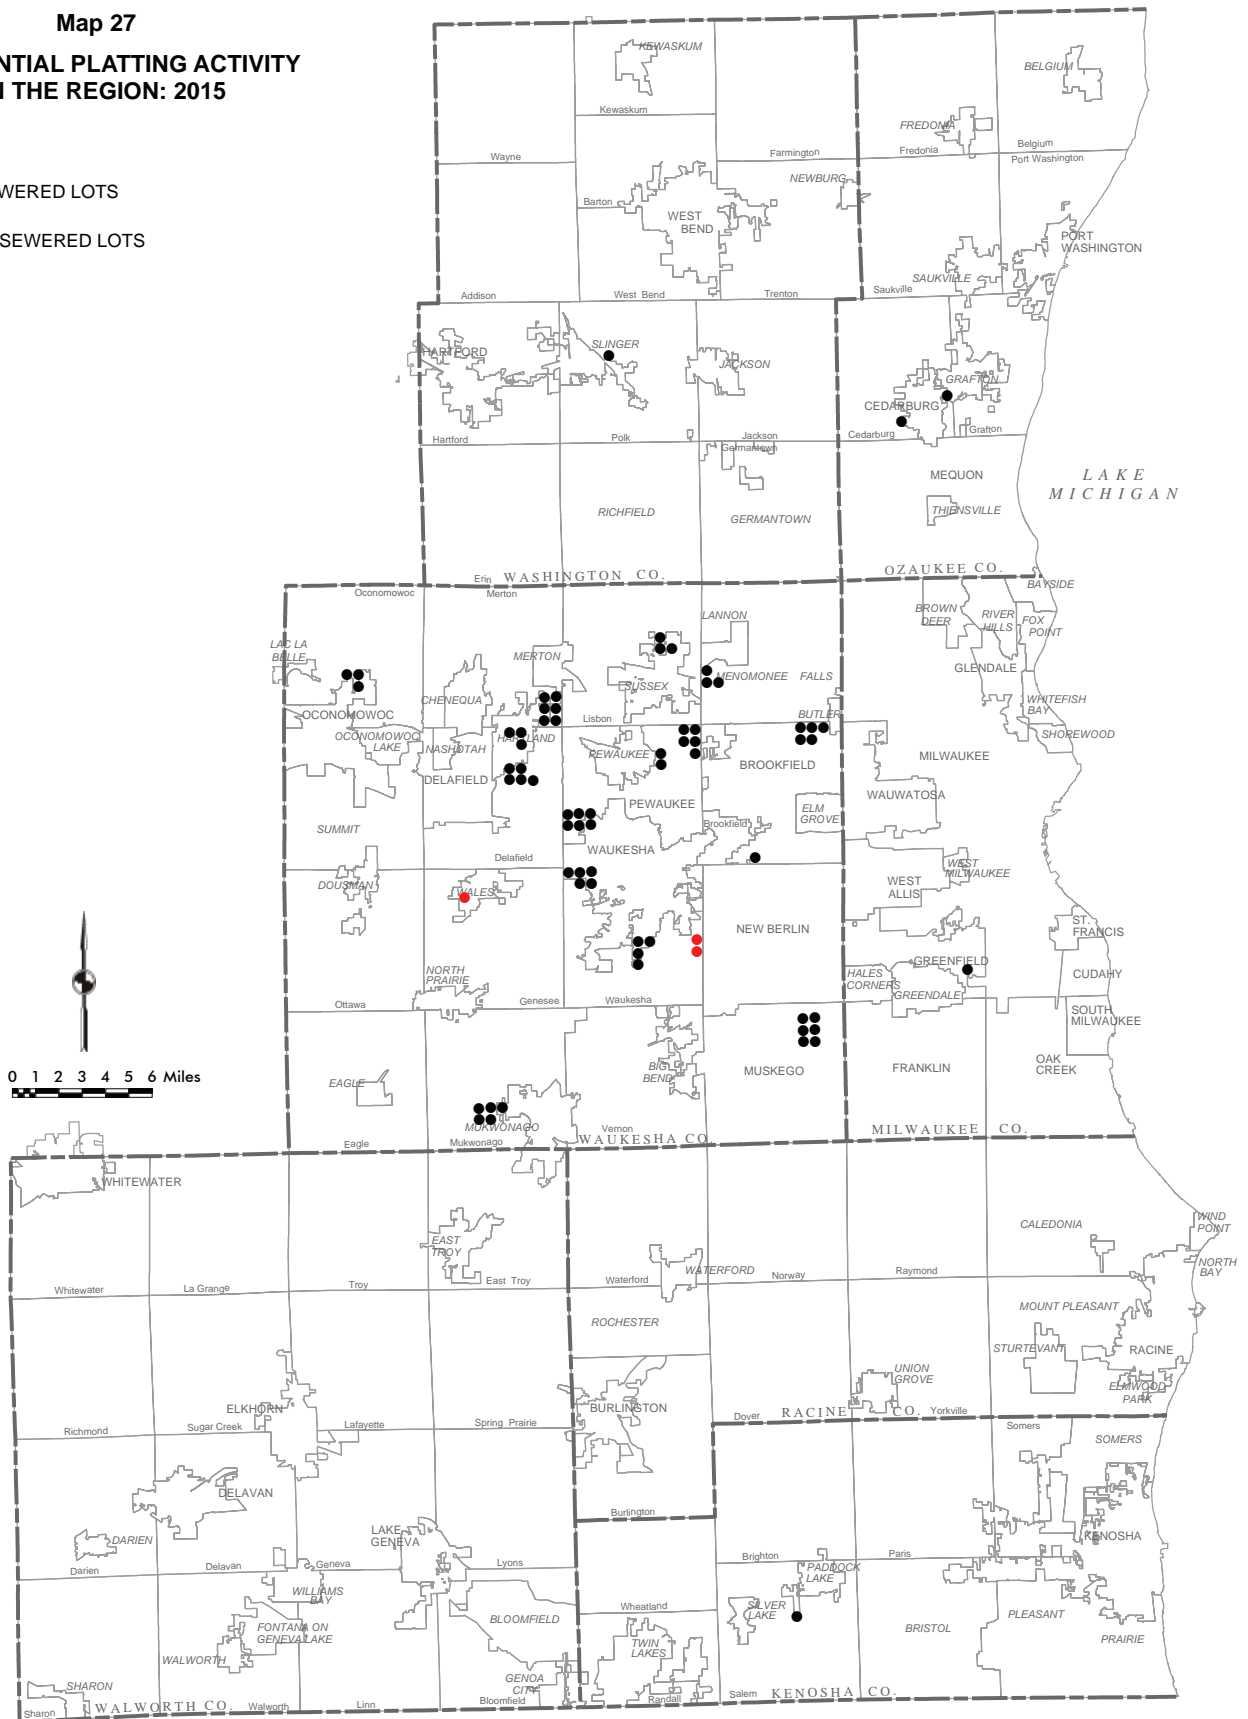 Map 27
NTIAL PLATTING ACTIVITY
N THE REGION: 2015
WERED LOTS
SEWERED LOTS
KEWASKUM
BELGIUM
Kewaskum
FREDONIA
Wayne
Farmington
Fredonia
Belgium
Port Washington
NEWBURG
Barton
WEST
BEND
PORT
WASHINGTON
SAUKVILLE
Addison
West Bend
Trenton
Saukville
HARTFORD
SLINGER
JACKSON
GRAFTON
CEDARBURG
Hartford
Polk
Jackson
Germantown
Cedarburg
Grafton
MEQUON
LAKE
MICHIGAN
THIENSVILLE
RICHFIELD
GERMANTOWN
Erin
WASHINGTON CO.
OZAUKEE CO.
Oconomowoc
Merton
BAYSIDE
LANNON
BROWN
DEER
RIVER
HILLS
FOX
POINT
LAC LA
BELLE
MERTON
GLENDALE
MENOMONEE FALLS
SUSSEX
CHENEQUA
WHITEFISH
BAY
OCONOMOWOC
Lisbon
BUTLER
OCONOMOWOC
LAKE
NASHOTAH
HARTLAND
SHOREWOOD
PEWAUKEE
BROOKFIELD
MILWAUKEE
DELAFIELD
WAUWATOSA
PEWAUKEE
ELM
GROVE
SUMMIT
Brookfield
WAUKESHA
Delafield
WEST
MILWAUKEE
DOUSMAN
WALES
WEST
ALLIS
ST.
FRANCIS
NEW BERLIN
GREENFIELD
NORTH
PRAIRIE
HALES
CORNERS
CUDAHY
GREENDALE
Ottawa
Genesee
Waukesha
SOUTH
MILWAUKEE
BIG
BEND
MUSKEGO
FRANKLIN
OAK
CREEK
0 1 2 3 4 5 6 Miles
EAGLE
MUKWONAGO
Vernon
Eagle
Mukwonago
WAUKESHA CO.
MILWAUKEE CO.
WHITEWATER
WIND
POINT
CALEDONIA
EAST
TROY
NORTH
BAY
WATERFORD
Whitewater
La Grange
Troy
East Troy
Waterford
Norway
Raymond
MOUNT PLEASANT
ROCHESTER
STURTEVANT
RACINE
UNION
GROVE
ELMWOOD
PARK
ELKHORN
BURLINGTON
Dover
RACINE CO.
Yorkville
Richmond
Sugar Creek
Lafayette
Spring Prairie
Somers
SOMERS
DELAVAN
Burlington
LAKE
GENEVA
KENOSHA
DARIEN
Darien
Delavan
Geneva
Lyons
Brighton
Paris
PADDOCK
LAKE
WILLIAMS
BAY
SILVER
LAKE
Wheatland
BLOOMFIELD
PLEASANT
PRAIRIE
FONTANA ON
GENEVA LAKE
BRISTOL
WALWORTH
TWIN
LAKES
SHARON
GENOA
CITY
Sharon
WALWORTH CO.
Walworth
Linn
Bloomfield
Randall
Salem
KENOSHA CO.